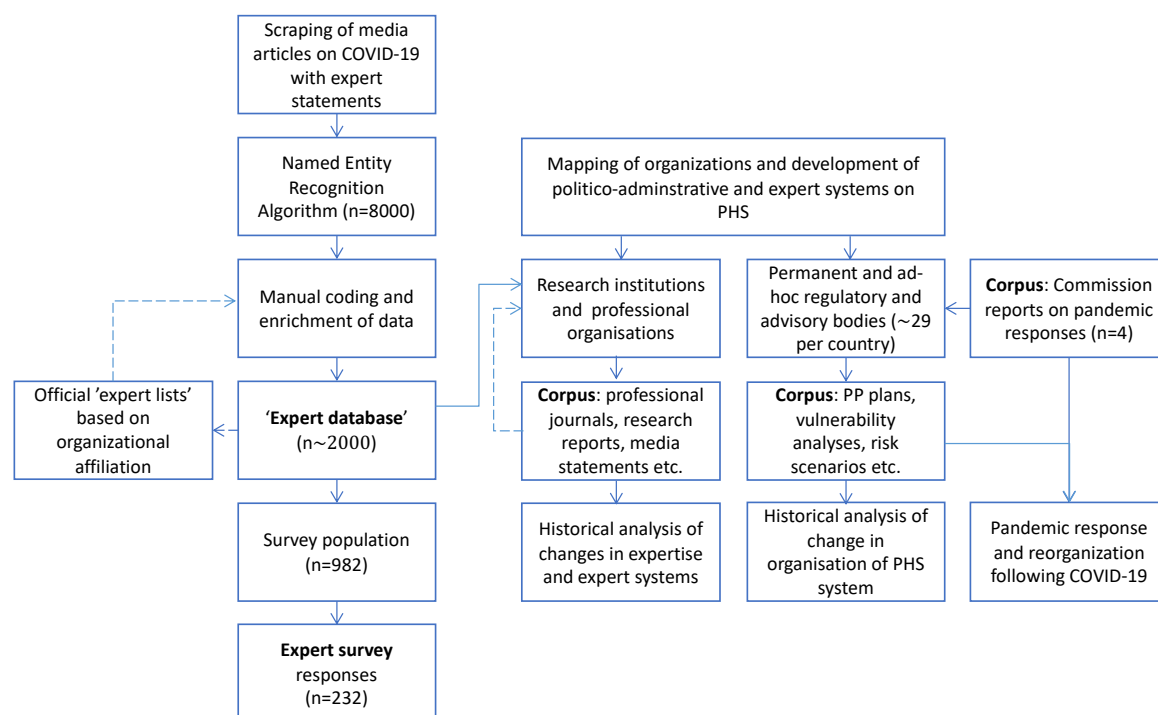 Scraping of media
articles on COVID-19
with expert
statements
Named Entity
Recognition
Algorithm (n=8000)
Mapping of organizations and development of
politico-adminstrative and expert systems on
PHS
Manual coding and
enrichment of data
Research institutions
and professional
organisations
Permanent and ad-
hoc regulatory and
advisory bodies (~29
per country)
Corpus: Commission
reports on pandemic
responses (n=4)
Official 'expert lists'
based on
organizational
affiliation
'Expert database'
(n~2000)
Corpus: professional
journals, research
reports, media
statements etc.
Corpus: PP plans,
vulnerability
analyses, risk
scenarios etc.
Survey population
(n=982)
Historical analysis of
changes in expertise
and expert systems
Historical analysis of
change in
organisation of PHS
system
Pandemic response
and reorganization
following COVID-19
Expert survey
responses
(n=232)